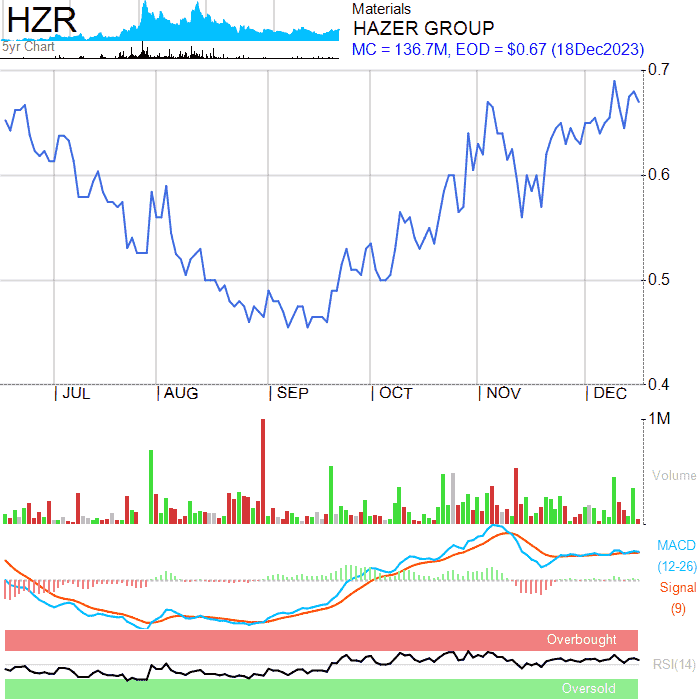 HZR
5yr Chart
Materials
HAZER GROUP
MC = 136.7M, EOD = $0.67 (18Dec2023)
0.7
0.6
0.5
0.4
JUL
AUG
SEP
OCT
NOV
DEC
1M
Volume
MACD
(12-26)
Signal
(9)
Overbought
RSI(14)
Oversold